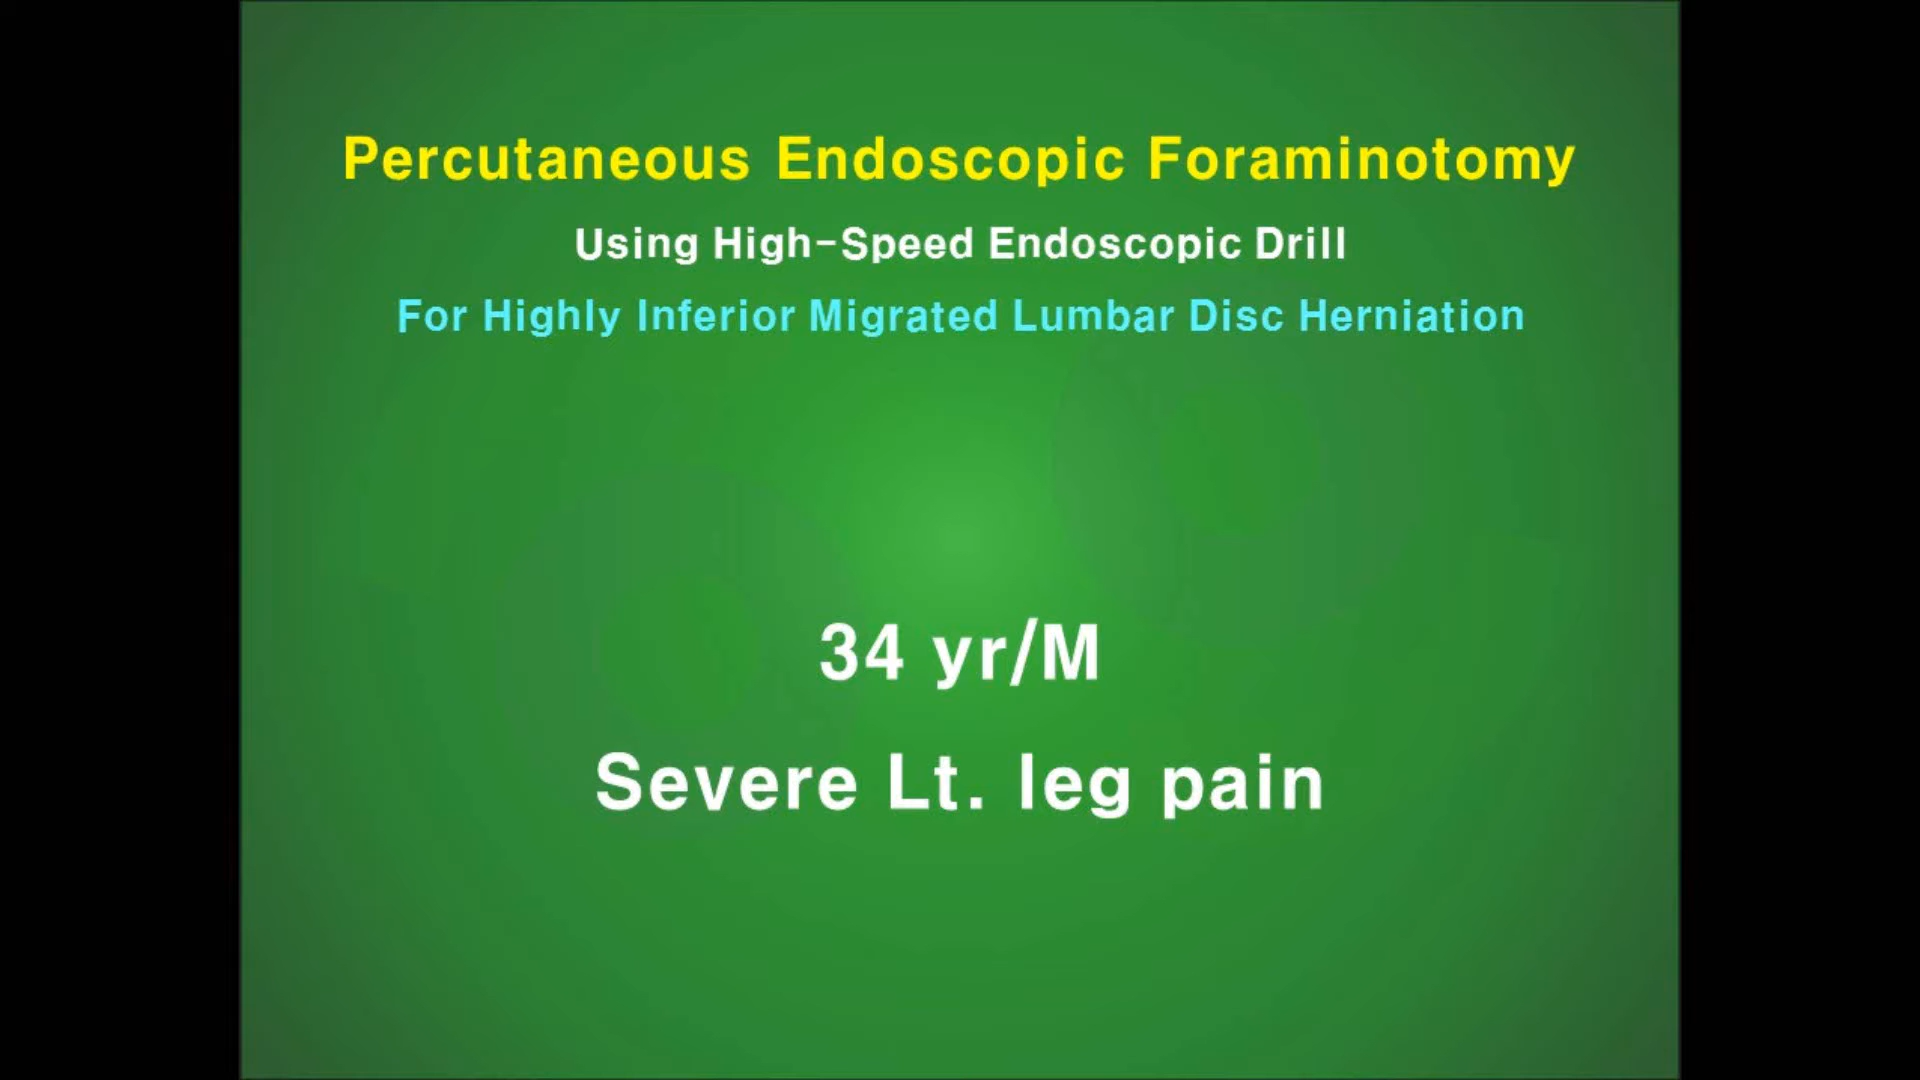 Percutaneous Endoscopic Foraminotomy
Using High-Speed Endoscopic Drill
For Highly Inferior Migrated Lumbar Disc Herniation
34 yr/M
Severe Lt. leg pain